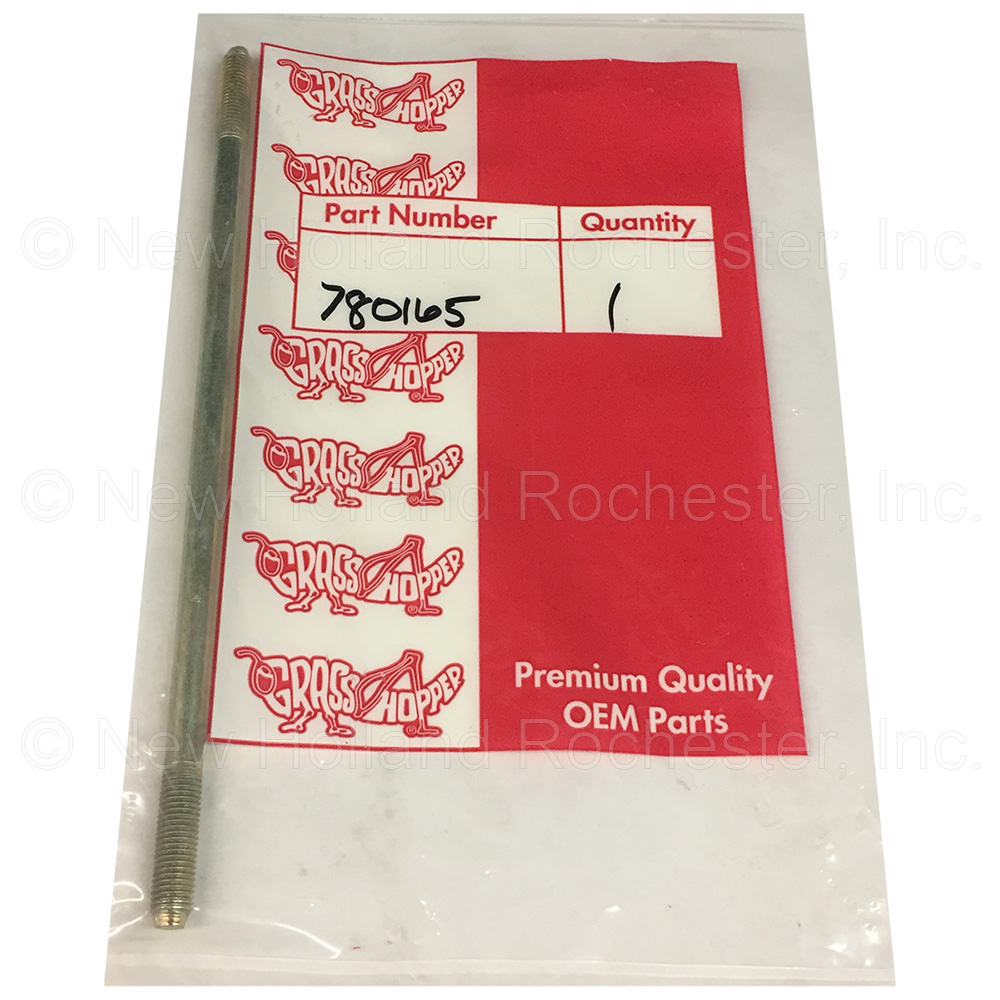 GRASSHOPPER
GRASSHOPPER
Part Number Quantity
© New Holland Rochester, Inc.
780165 1
GRASSHOPPER®
GRASSHOPPER®
© New Holland Rochester, Inc.
GRASSHOPPER®
GRASSHOPPER®
Premium Quality
OEM Parts
© New Holland Rochester, Inc.